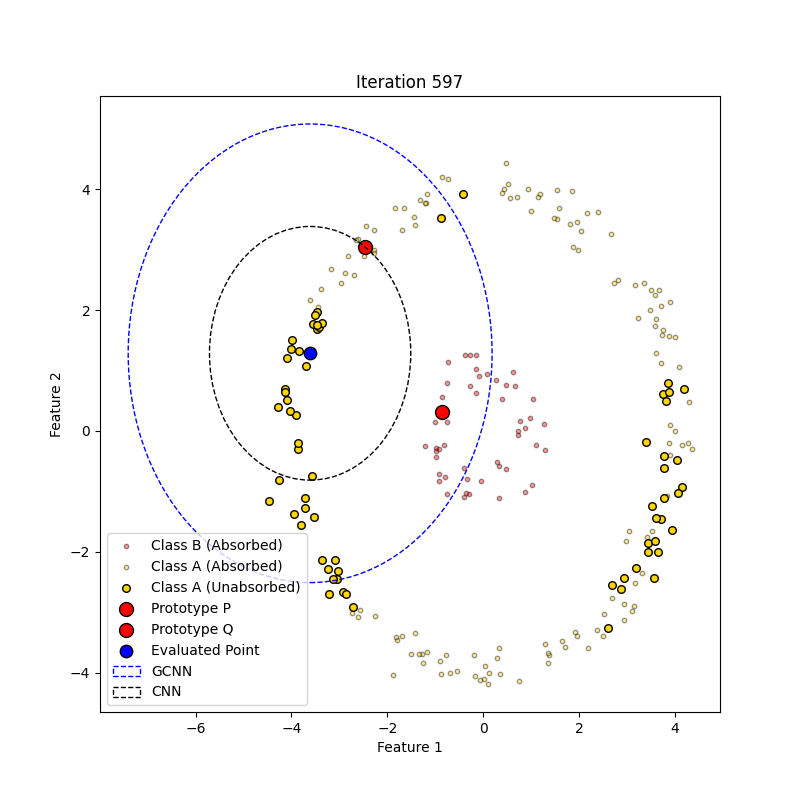 Iteration 597
4
2
0
−2
−4
Feature 2
Class B (Absorbed)
Class A (Absorbed)
Class A (Unabsorbed)
Prototype P
Prototype Q
Evaluated Point
GCNN
CNN
−6 −4 −2 0 2 4
Feature 1